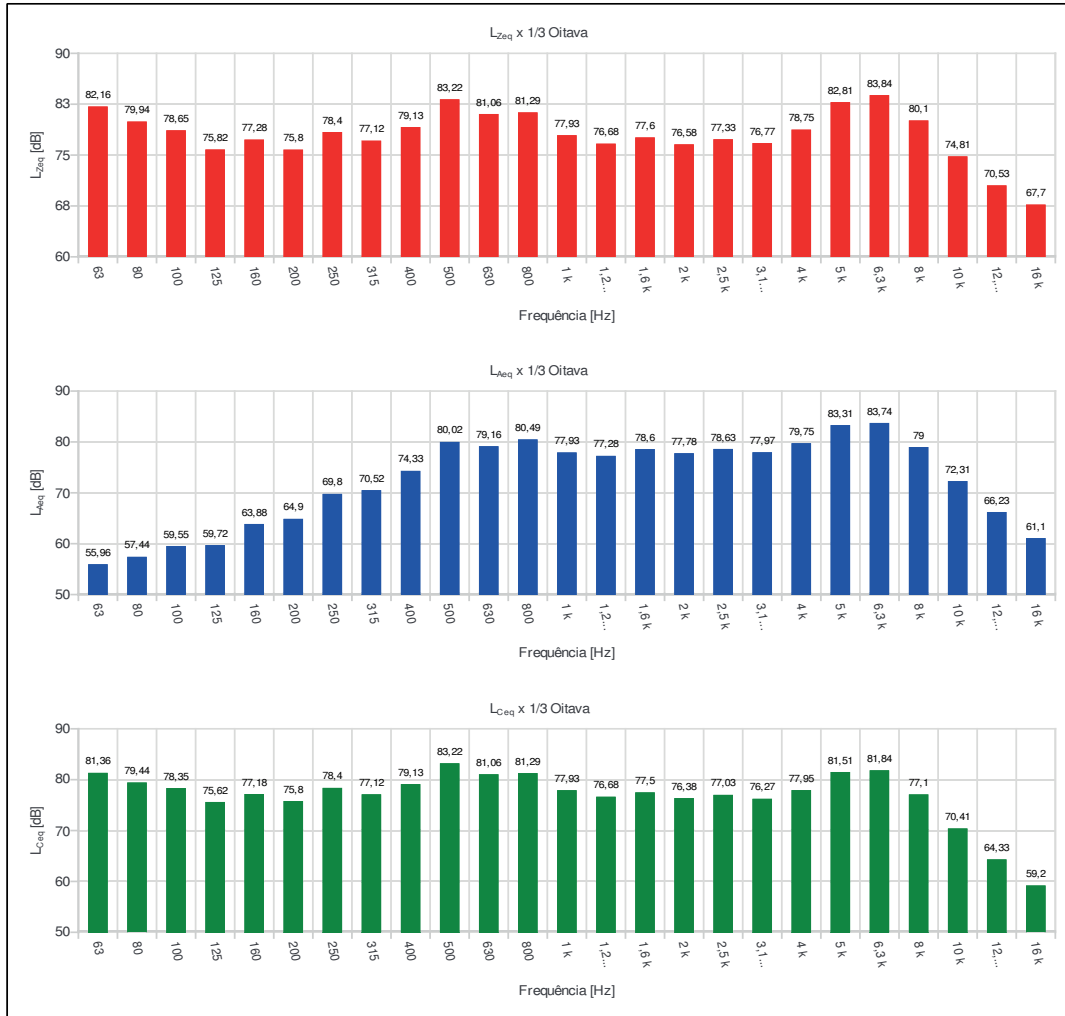 L_Zeq x 1/3 Oitava
90
83
75
68
60
L_Zeq [dB]
82,16 79,94 78,65 75,82 77,28 75,8 78,4 77,12 79,13 83,22 81,06 81,29 77,93 76,68 77,6 76,58 77,33 76,77 78,75 82,81 83,84 80,1 74,81 70,53 67,7
63 80 100 125 160 200 250 315 400 500 630 800 1 k 1,2... 1,6 k 2 k 2,5 k 3,1... 4 k 5 k 6,3 k 8 k 10 k 12,... 16 k
Frequência [Hz]
L_Aeq x 1/3 Oitava
90
80
70
60
50
L_Aeq [dB]
55,96 57,44 59,55 59,72 63,88 64,9 69,8 70,52 74,33 80,02 79,16 80,49 77,93 77,28 78,6 77,78 78,63 77,97 79,75 83,31 83,74 79 72,31 66,23 61,1
63 80 100 125 160 200 250 315 400 500 630 800 1 k 1,2... 1,6 k 2 k 2,5 k 3,1... 4 k 5 k 6,3 k 8 k 10 k 12,... 16 k
Frequência [Hz]
L_Ceq x 1/3 Oitava
90
80
70
60
50
L_Ceq [dB]
81,36 79,44 78,35 75,62 77,18 75,8 78,4 77,12 79,13 83,22 81,06 81,29 77,93 76,68 77,5 76,38 77,03 76,27 77,95 81,51 81,84 77,1 70,41 64,33 59,2
63 80 100 125 160 200 250 315 400 500 630 800 1 k 1,2... 1,6 k 2 k 2,5 k 3,1... 4 k 5 k 6,3 k 8 k 10 k 12,... 16 k
Frequência [Hz]